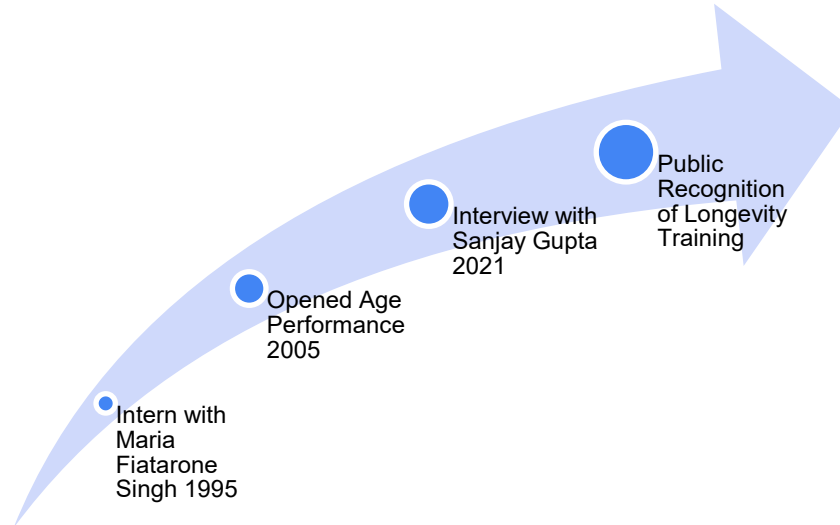 Intern with
Maria
Fiatarone
Singh 1995
Opened Age
Performance
2005
Interview with
Sanjay Gupta
2021
Public
Recognition
of Longevity
Training